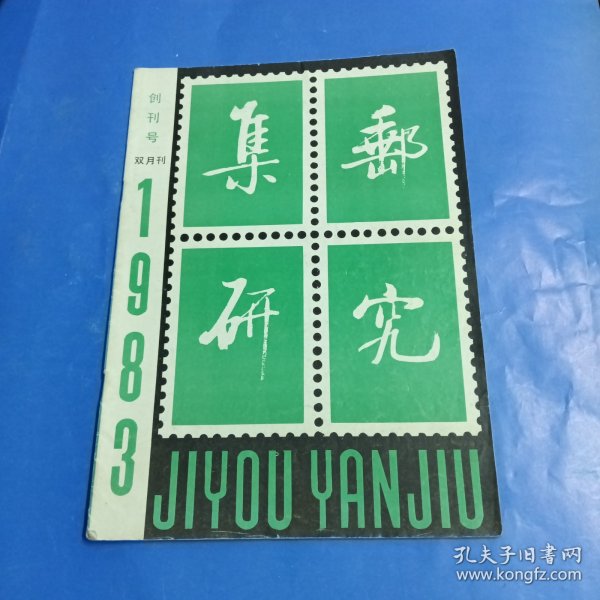 创刊号
双月刊
1983
集郵
研究
JIYOU YANJIU
孔夫子旧书网
www.kongfz.com